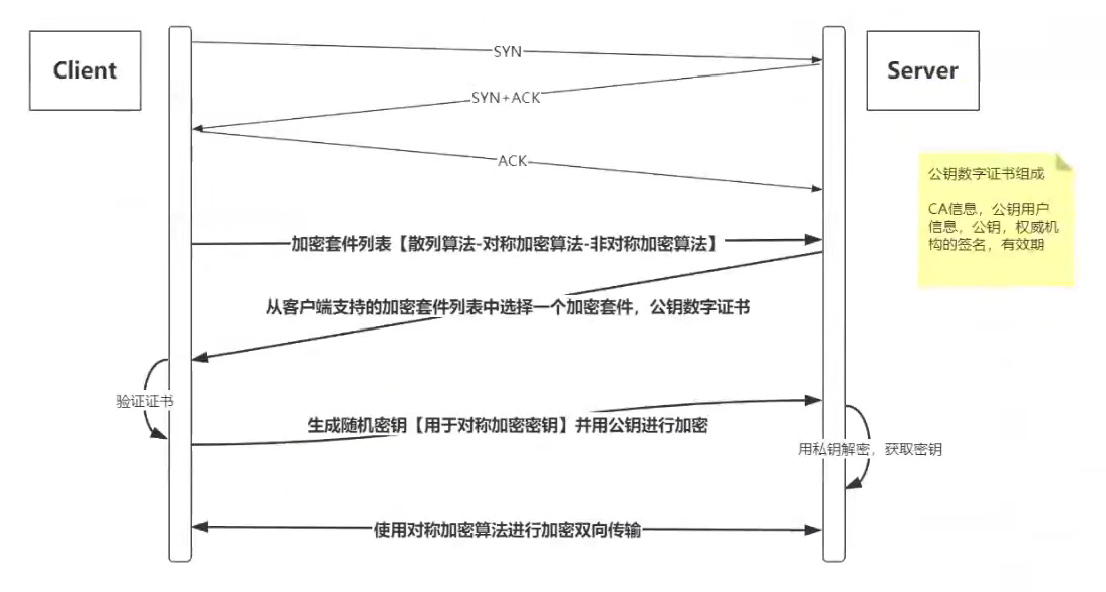 Client
Server
SYN
SYN+ACK
ACK
公钥数字证书组成
CA信息，公钥用户
信息，公钥，权威机
构的签名，有效期
加密套件列表【散列算法-对称加密算法-非对称加密算法】
从客户端支持的加密套件列表中选择一个加密套件，公钥数字证书
验证证书
生成随机密钥【用于对称加密密钥】并用公钥进行加密
用私钥解密，获取密钥
使用对称加密算法进行加密双向传输